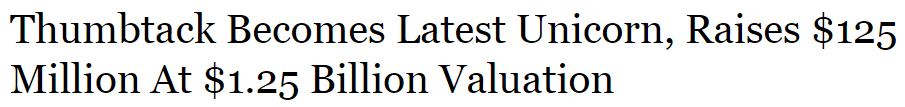 Thumbtack Becomes Latest Unicorn, Raises $125
Million At $1.25 Billion Valuation